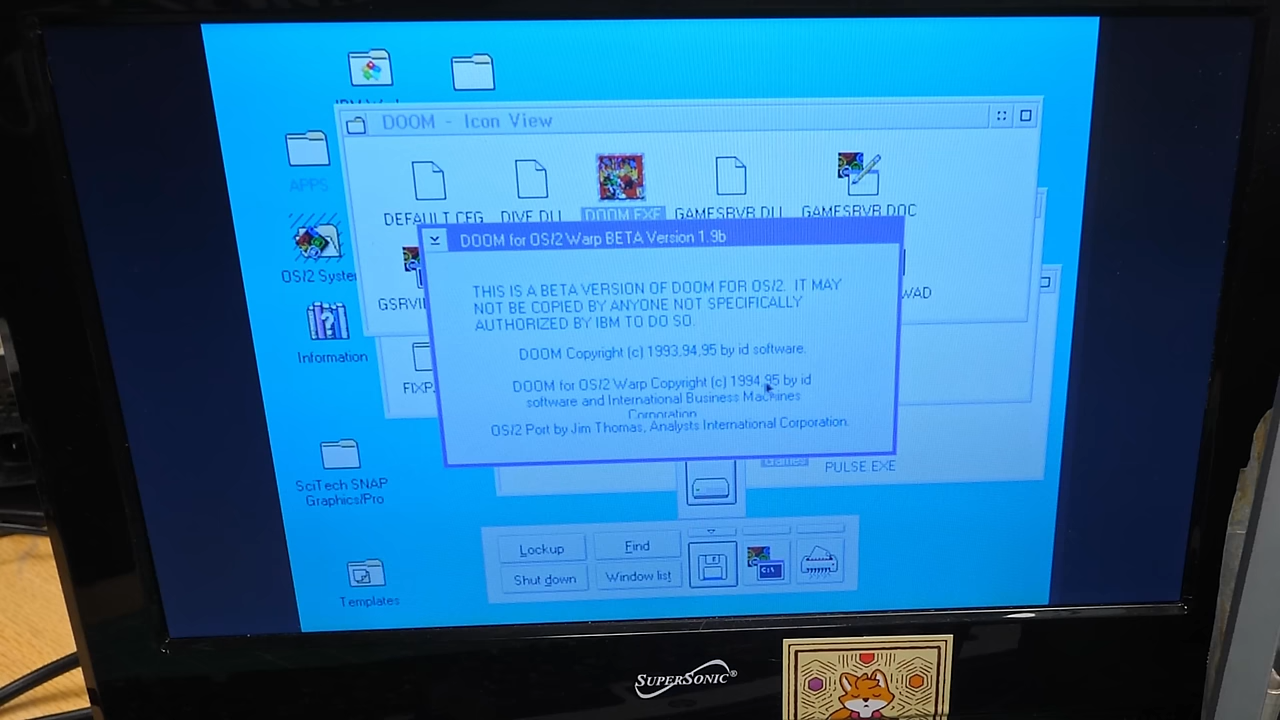 DOOM - Icon View
APPS
DEFAULT.CFG
DIVE.DLL
DOOM.EXE
GAMESRVR.DLL
GAMESRVR.DOC
DOOM for OS/2 Warp BETA Version 1.9b
OS/2 Syste
GSRVI
WAD
THIS IS A BETA VERSION OF DOOM FOR OS/2. IT MAY
NOT BE COPIED BY ANYONE NOT SPECIFICALLY
AUTHORIZED BY IBM TO DO SO.
Information
DOOM Copyright (c) 1993,94,95 by id software.
FIXP
DOOM for OS/2 Warp Copyright (c) 1994,95 by id
software and International Business Machines
Corporation
OS/2 Port by Jim Thomas, Analysts International Corporation.
Games
PULSE.EXE
SciTech SNAP
Graphics/Pro
Lockup
Find
Shut down
Window list
C:\
Templates
SUPERSONIC®